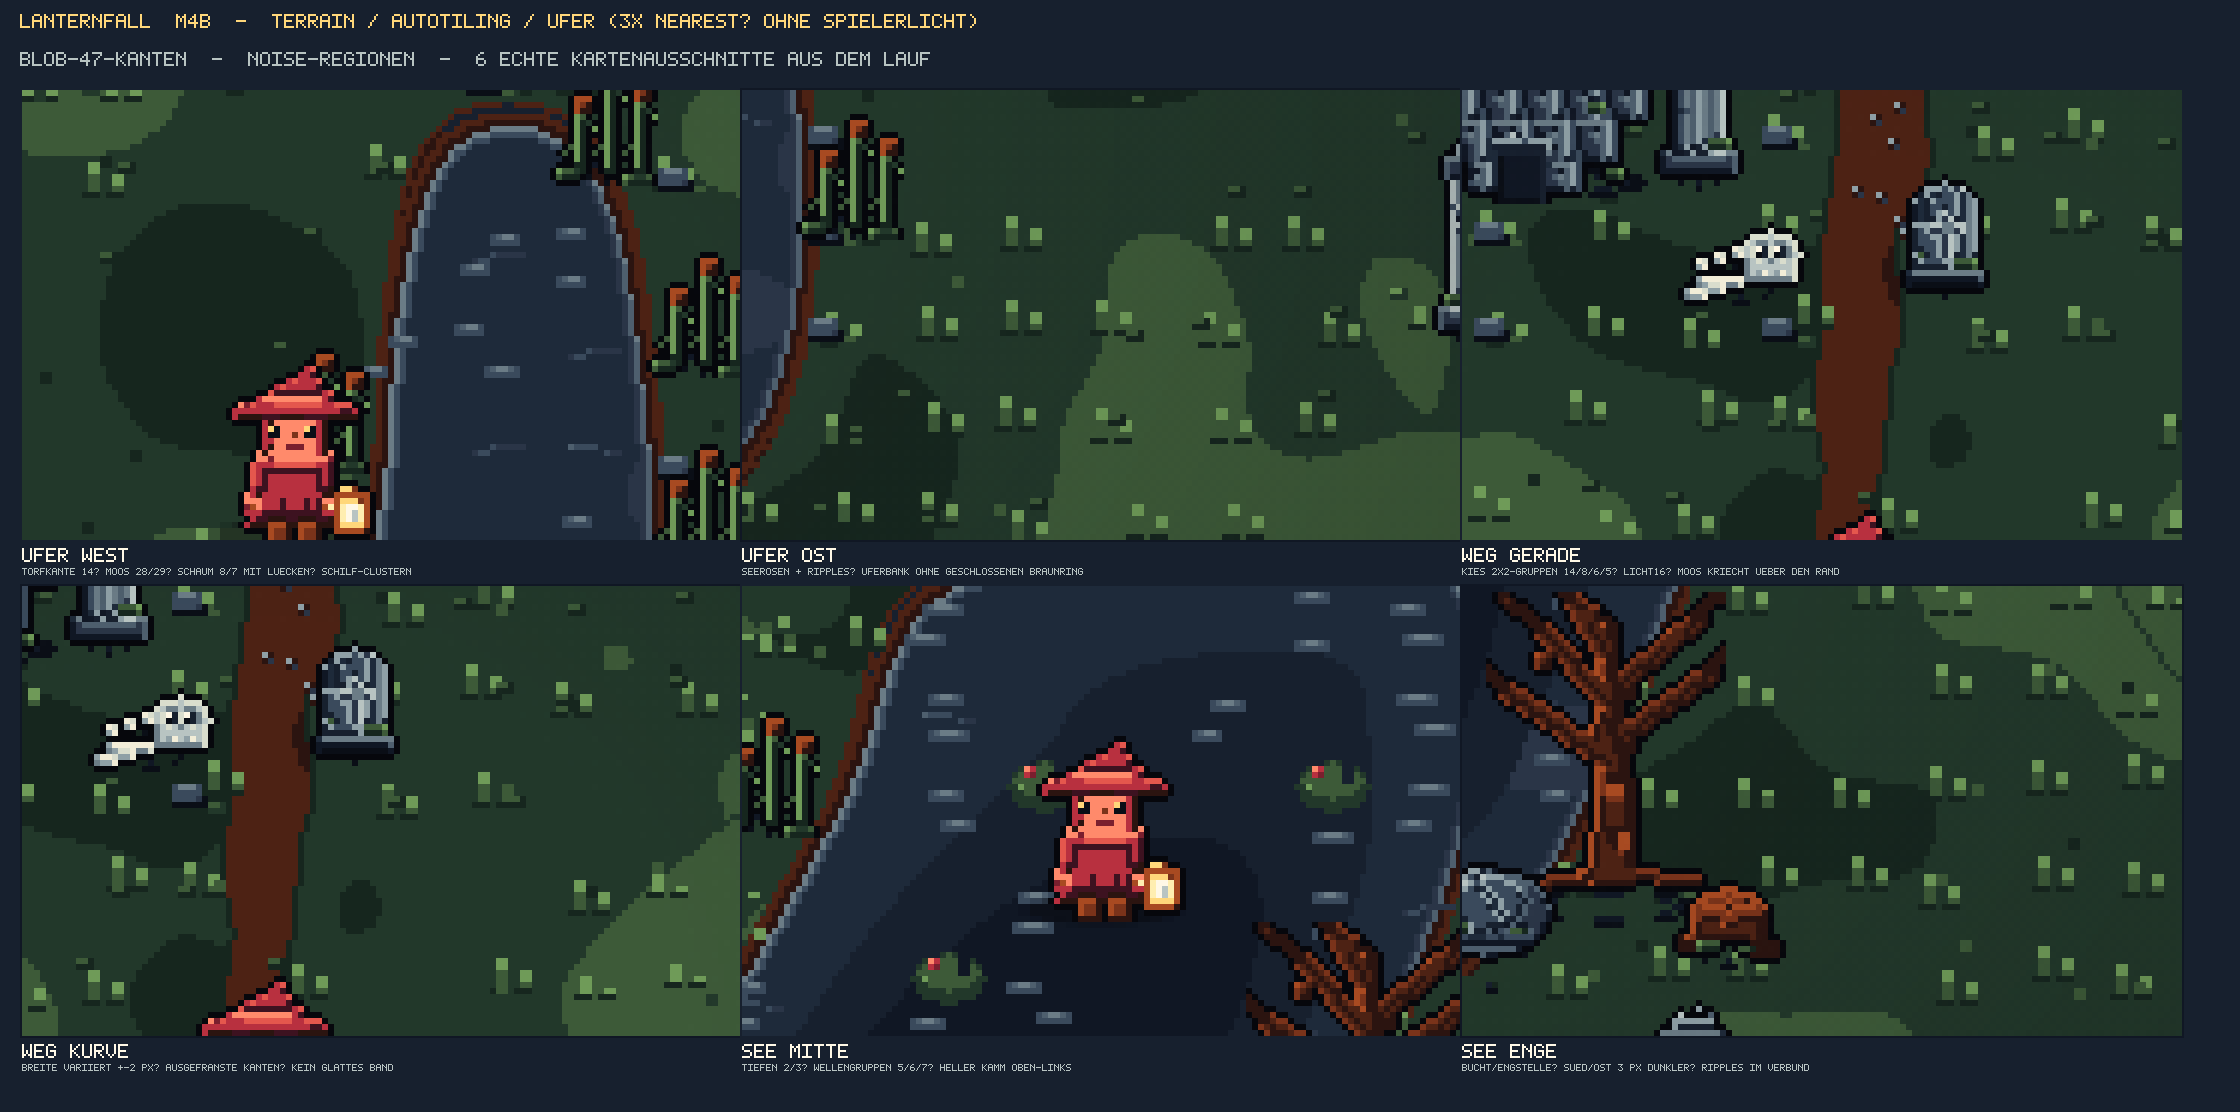 LANTERNFALL M4B - TERRAIN / AUTOTILING / UFER (3X NEAREST? OHNE SPIELERLICHT)
BLOB-47-KANTEN - NOISE-REGIONEN - 6 ECHTE KARTENAUSSCHNITTE AUS DEM LAUF
UFER WEST
TORFKANTE 14? MOOS 28/29? SCHAUM 8/7 MIT LUECKEN? SCHILF-CLUSTERN
UFER OST
SEEROSEN + RIPPLES? UFERBANK OHNE GESCHLOSSENEN BRAUNRING
WEG GERADE
KIES 2X2-GRUPPEN 14/8/6/5? LICHT16? MOOS KRIECHT UEBER DEN RAND
WEG KURVE
BREITE VARIIERT +-2 PX? AUSGEFRANSTE KANTEN? KEIN GLATTES BAND
SEE MITTE
TIEFEN 2/3? WELLENGRUPPEN 5/6/7? HELLER KAMM OBEN-LINKS
SEE ENGE
BUCHT/ENGSTELLE? SUED/OST 3 PX DUNKLER? RIPPLES IM VERBUND